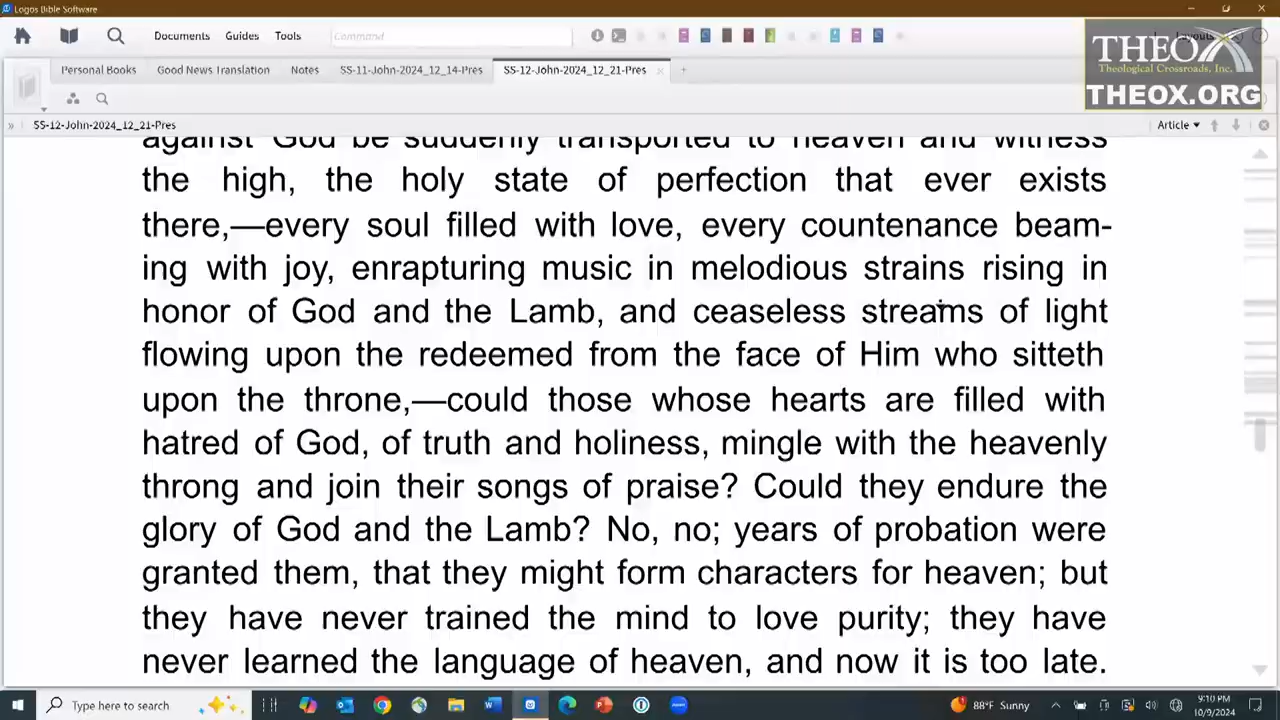 Logos Bible Software
Documents Guides Tools Command
THEOX
Theological Crossroads, Inc.
THEOX.ORG
Personal Books Good News Translation Notes SS-11-John-2024_12_14-Pres SS-12-John-2024_12_21-Pres
SS-12-John-2024_12_21-Pres Article
against God be suddenly transported to heaven and witness
the high, the holy state of perfection that ever exists
there,—every soul filled with love, every countenance beam-
ing with joy, enrapturing music in melodious strains rising in
honor of God and the Lamb, and ceaseless streams of light
flowing upon the redeemed from the face of Him who sitteth
upon the throne,—could those whose hearts are filled with
hatred of God, of truth and holiness, mingle with the heavenly
throng and join their songs of praise? Could they endure the
glory of God and the Lamb? No, no; years of probation were
granted them, that they might form characters for heaven; but
they have never trained the mind to love purity; they have
never learned the language of heaven, and now it is too late.
Type here to search 88°F Sunny 9:10 PM
10/9/2024